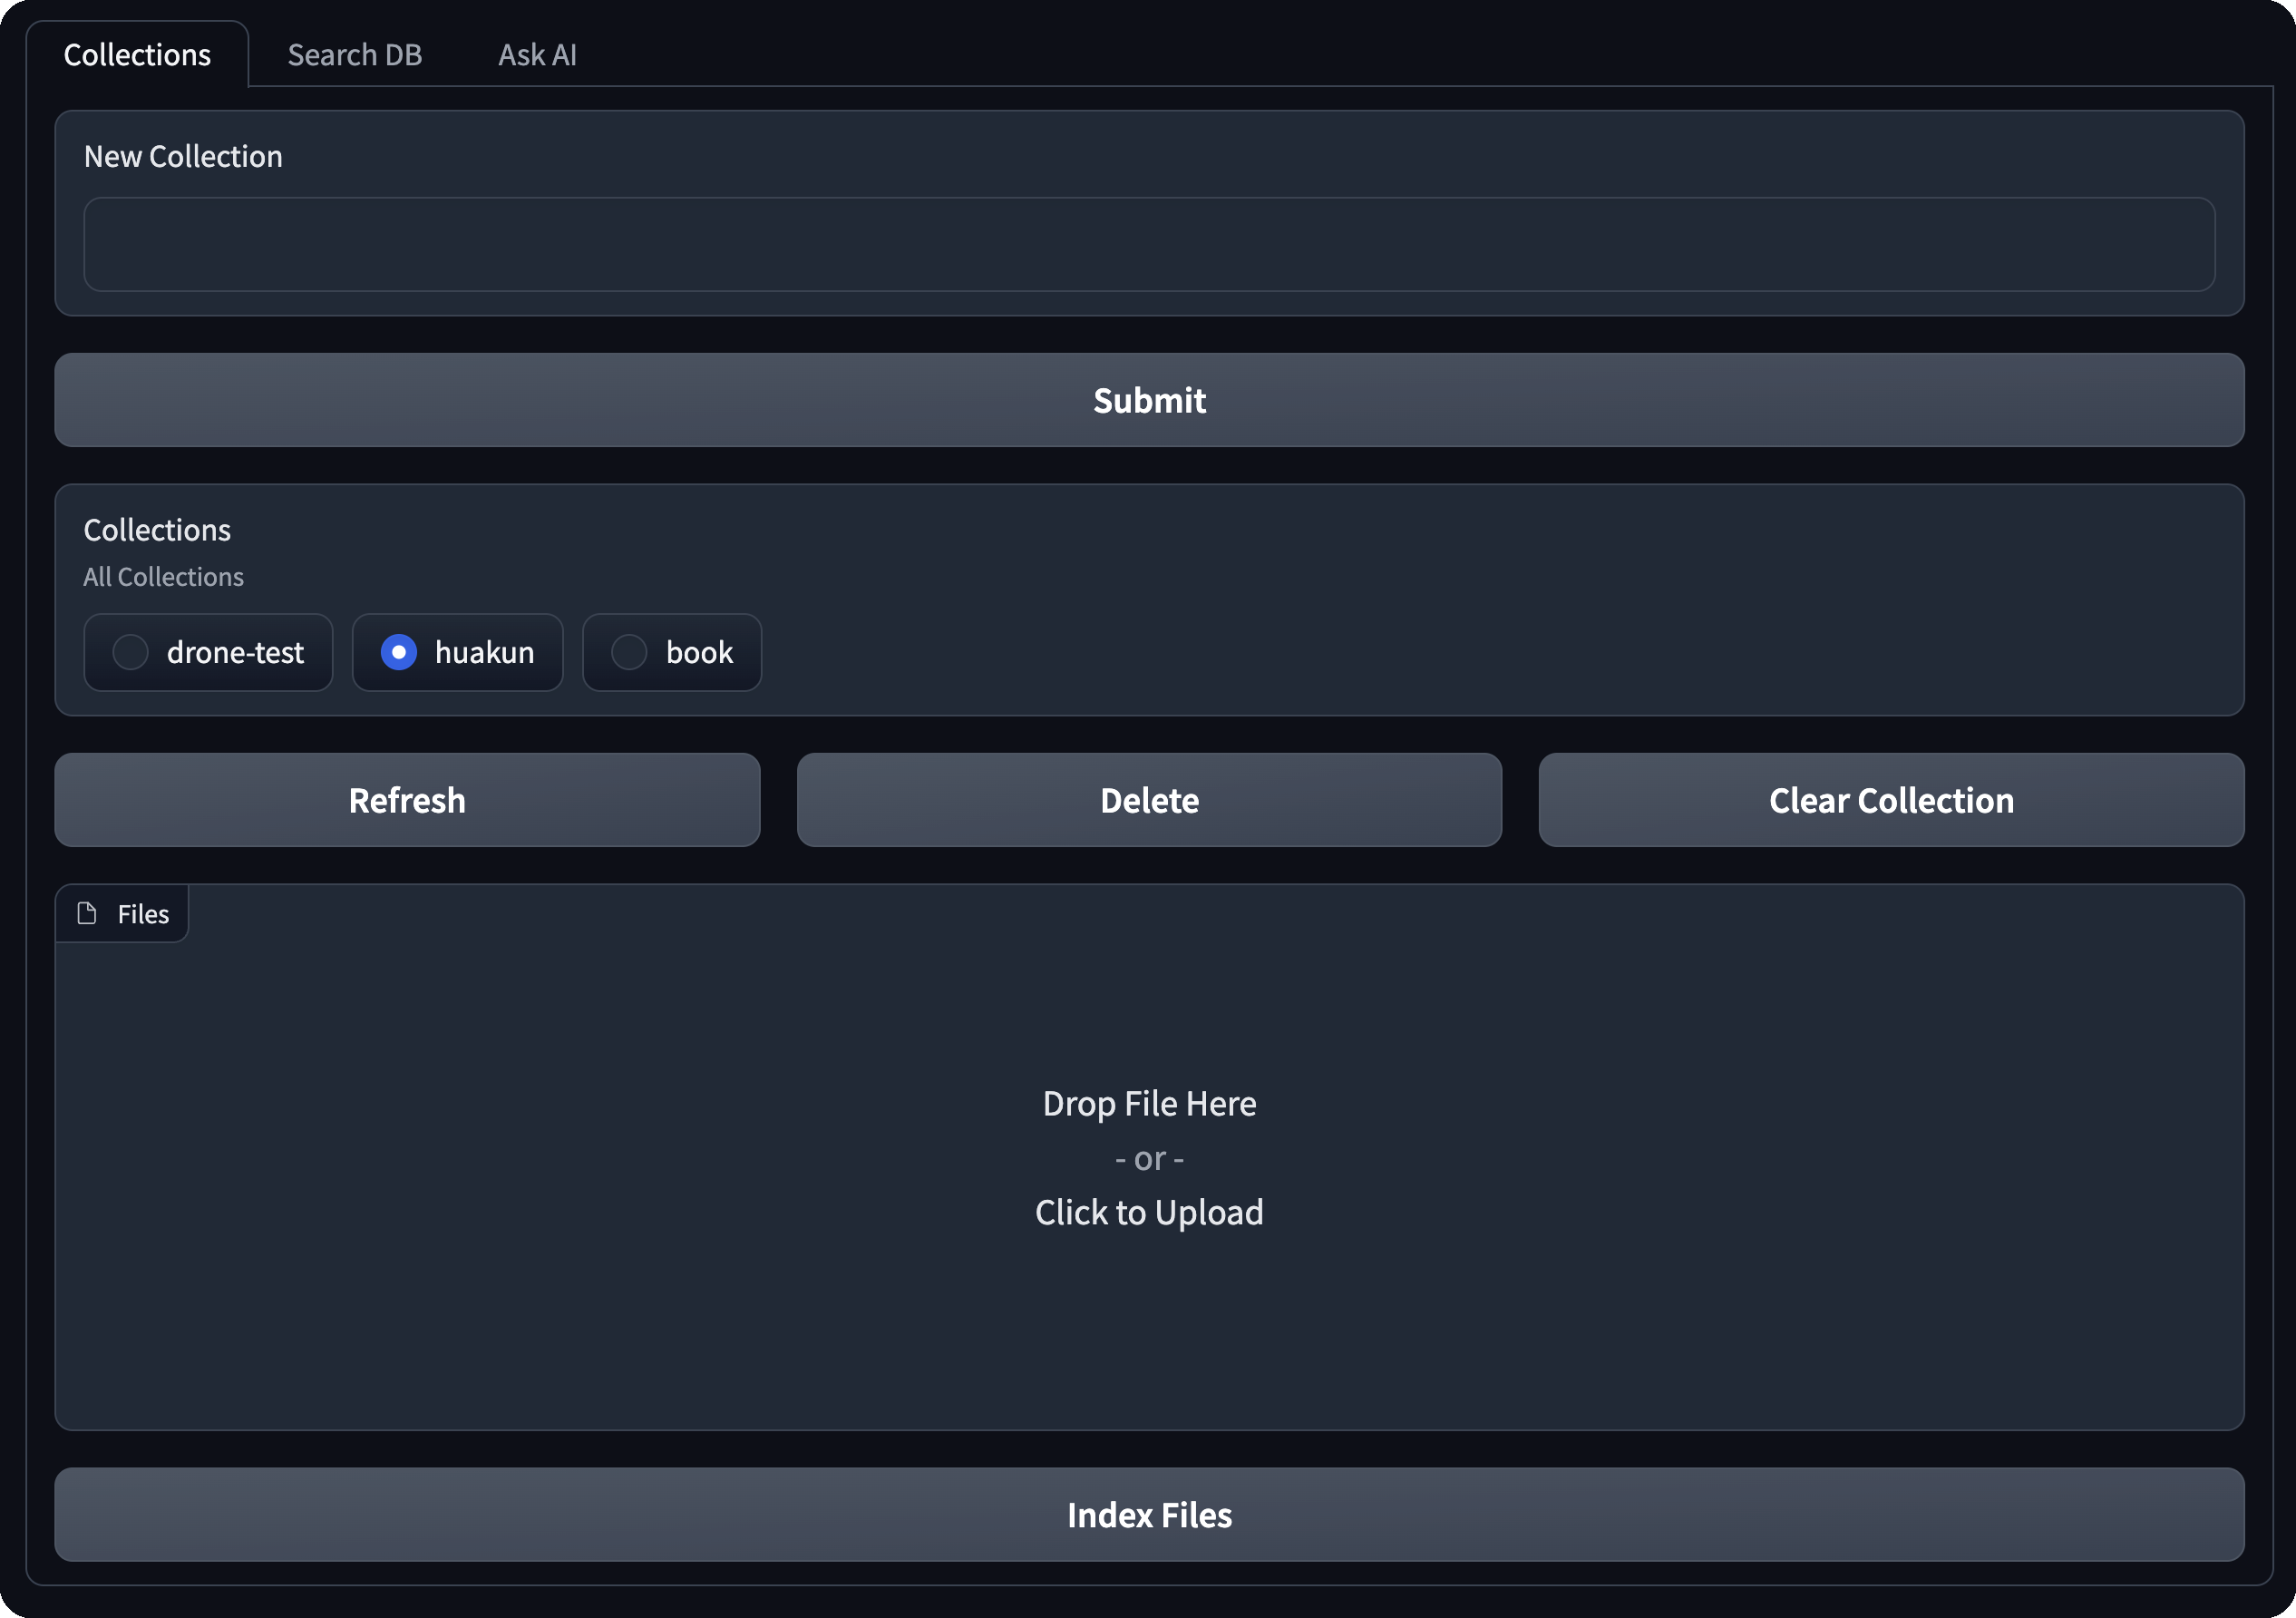 Collections Search DB Ask AI
New Collection
Submit
Collections
All Collections
drone-test huakun book
Refresh Delete Clear Collection
Files
Drop File Here
- or -
Click to Upload
Index Files